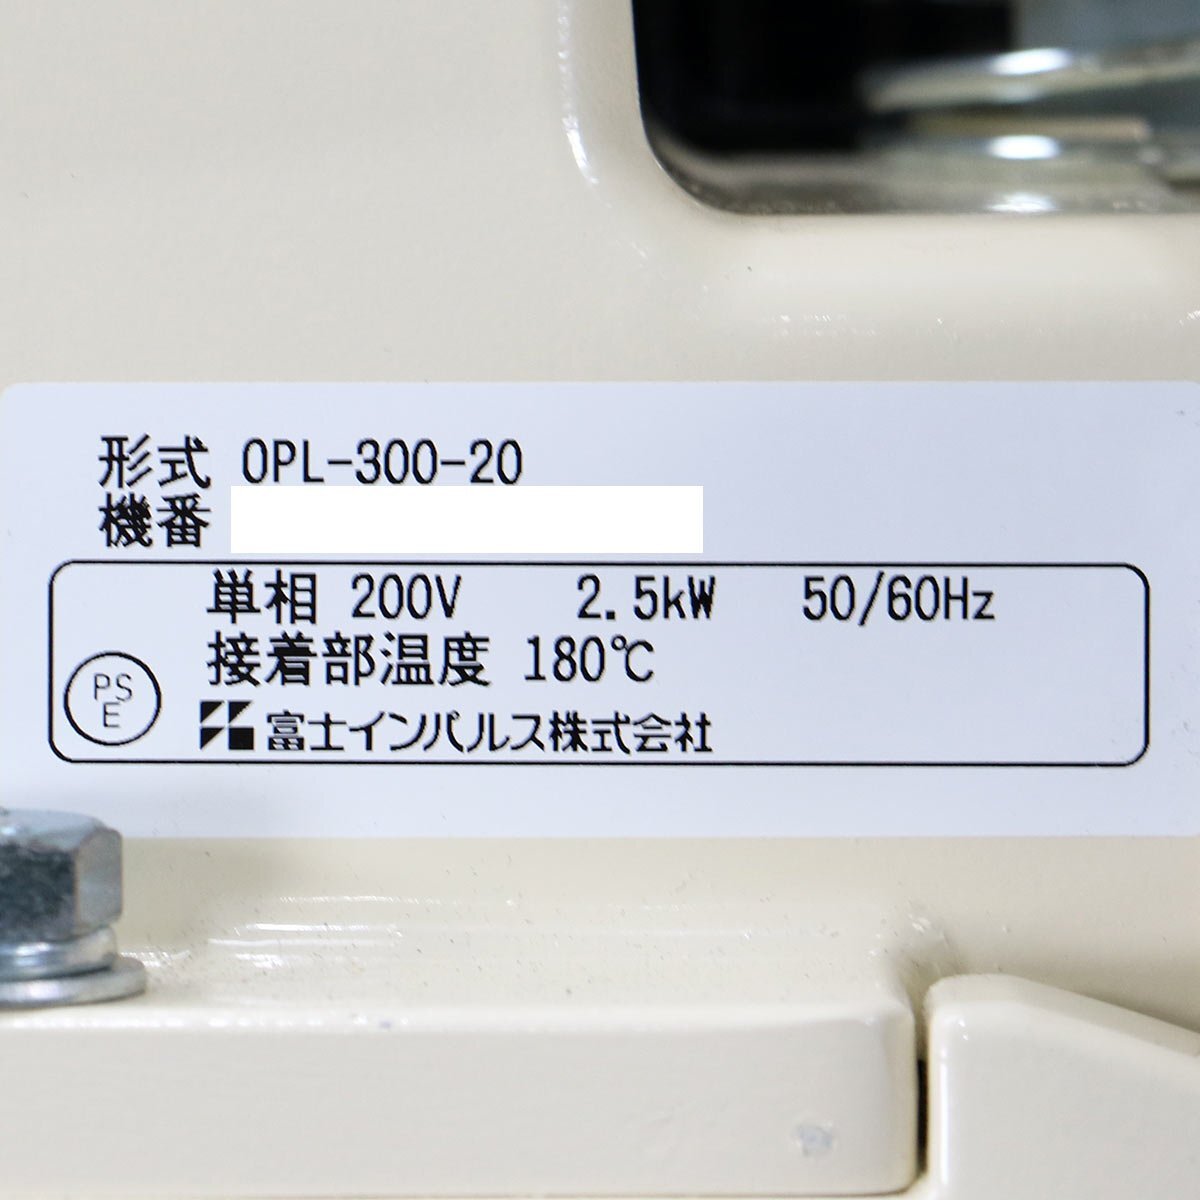 形式 OPL-300-20
機番
単相 200V 2.5kW 50/60Hz
接着部温度 180℃
PS
E
富士インパルス株式会社